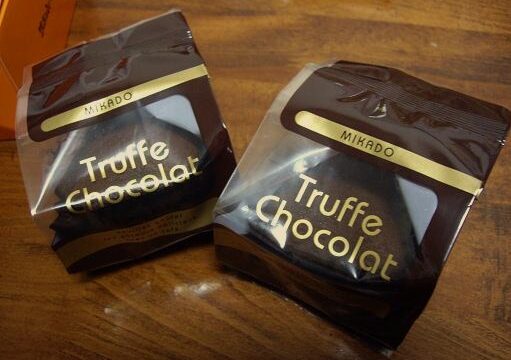 MIKADO
Truffe
Chocolat
MIKADO
Truffe
Chocolat